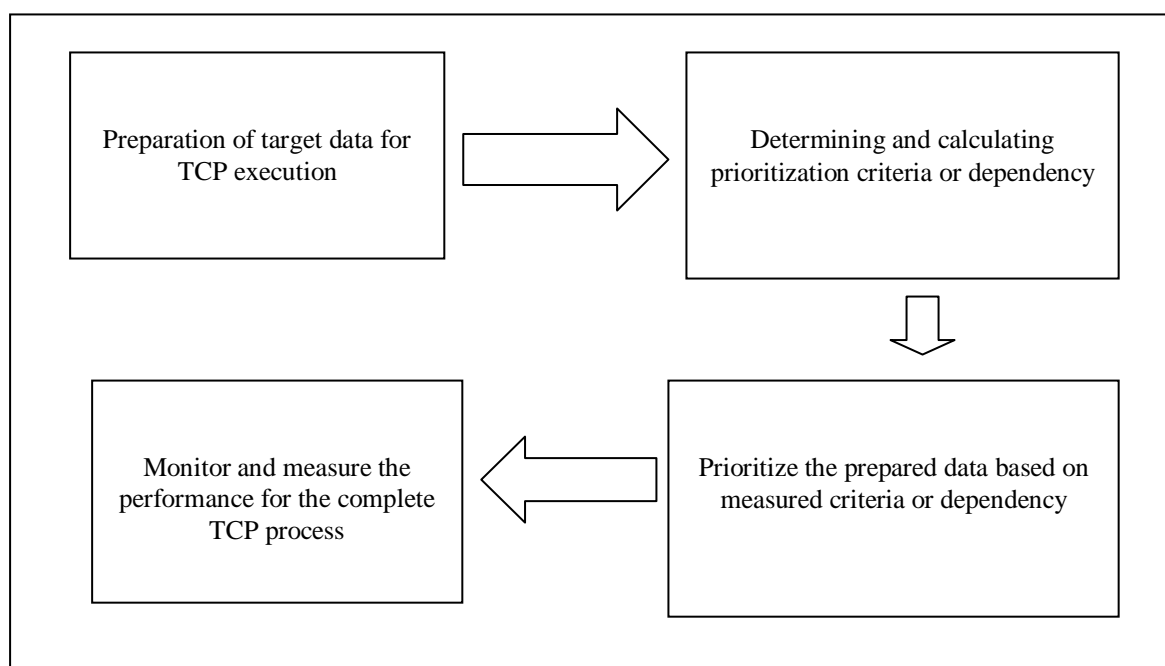 Preparation of target data for
TCP execution
Determining and calculating
prioritization criteria or dependency
Prioritize the prepared data based on
measured criteria or dependency
Monitor and measure the
performance for the complete
TCP process